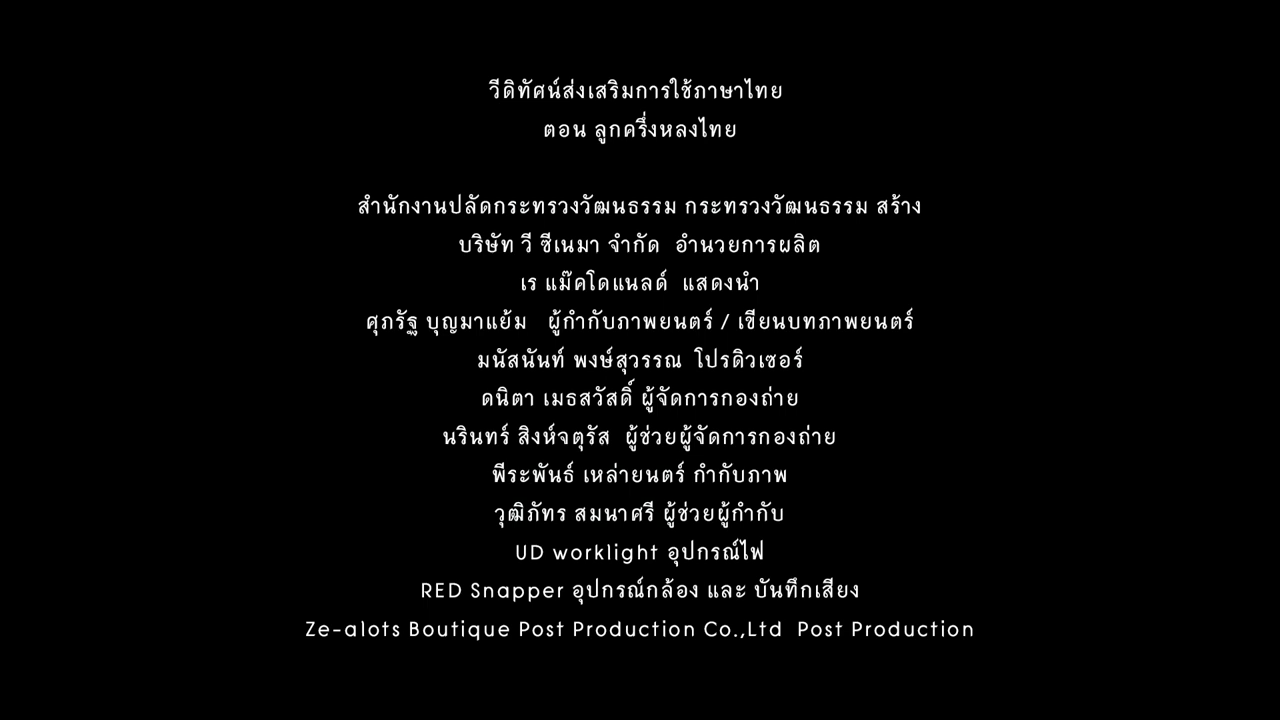 วีดิทัศน์ส่งเสริมการใช้ภาษาไทย
ตอน ลูกครึ่งหลงไทย
สำนักงานปลัดกระทรวงวัฒนธรรม กระทรวงวัฒนธรรม สร้าง
บริษัท วี ซีเนมา จำกัด อำนวยการผลิต
เร แม๊คโดแนลด์ แสดงนำ
ศุภรัฐ บุญมาแย้ม ผู้กำกับภาพยนตร์ / เขียนบทภาพยนตร์
มนัสนันท์ พงษ์สุวรรณ โปรดิวเซอร์
ดนิตา เมธสวัสดิ์ ผู้จัดการกองถ่าย
นรินทร์ สิงห์จตุรัส ผู้ช่วยผู้จัดการกองถ่าย
พีระพันธ์ เหล่ายนตร์ กำกับภาพ
วุฒิภัทร สมนาศรี ผู้ช่วยผู้กำกับ
UD worklight อุปกรณ์ไฟ
RED Snapper อุปกรณ์กล้อง และ บันทึกเสียง
Ze-alots Boutique Post Production Co.,Ltd Post Production